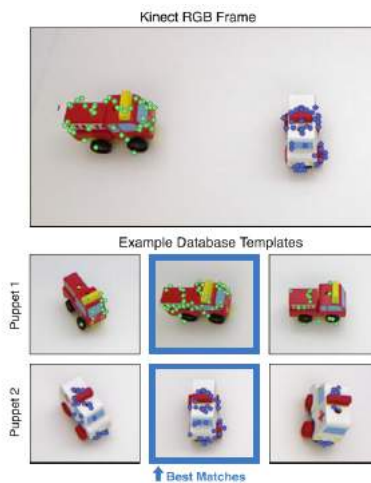 Kinect RGB Frame
Example Database Templates
Puppet 1
Puppet 2
Best Matches